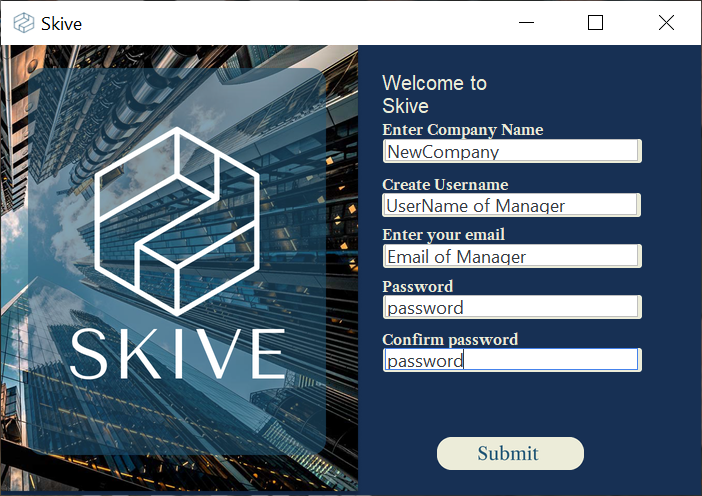 Skive
SKIVE
Welcome to
Skive
Enter Company Name
NewCompany
Create Username
UserName of Manager
Enter your email
Email of Manager
Password
password
Confirm password
password
Submit